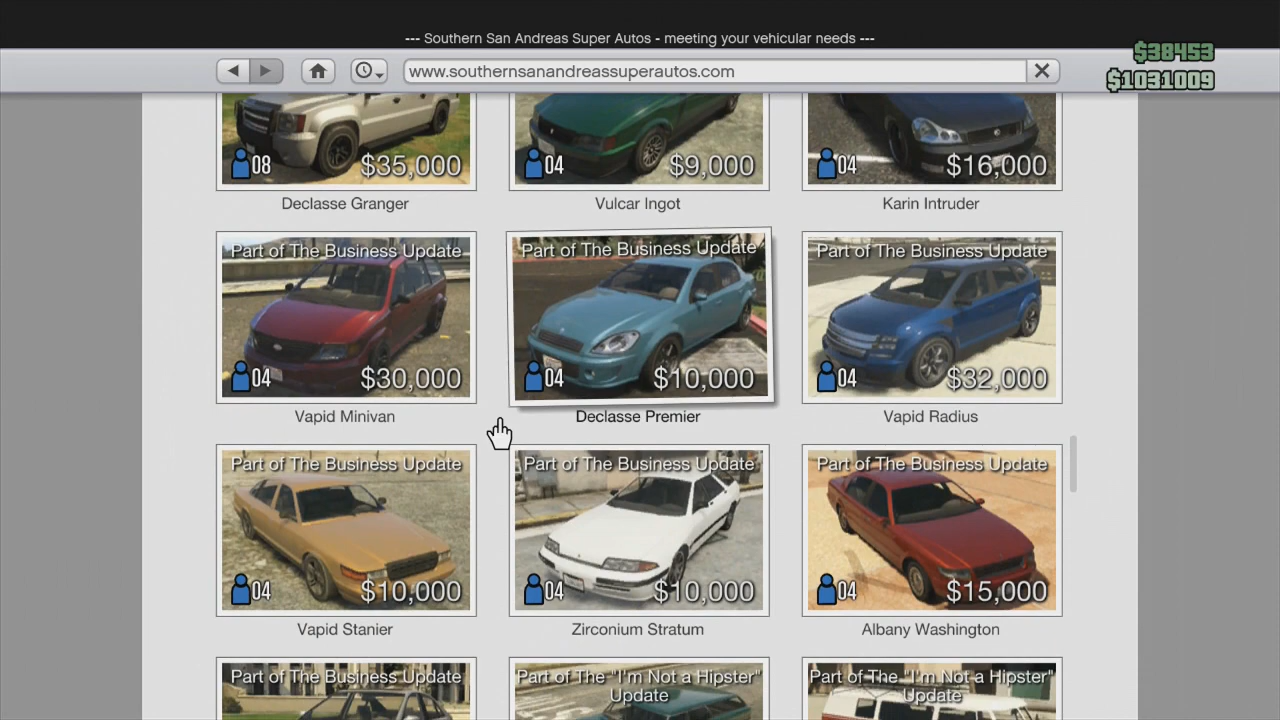 --- Southern San Andreas Super Autos - meeting your vehicular needs ---
$38453
www.southernsanandreassuperautos.com
$1031009
08 $35,000
04 $9,000
04 $16,000
Declasse Granger
Vulcar Ingot
Karin Intruder
Part of The Business Update
Part of The Business Update
Part of The Business Update
04 $30,000
04 $10,000
04 $32,000
Vapid Minivan
Declasse Premier
Vapid Radius
Part of The Business Update
Part of The Business Update
Part of The Business Update
04 $10,000
04 $10,000
04 $15,000
Vapid Stanier
Zirconium Stratum
Albany Washington
Part of The Business Update
Part of The "I'm Not a Hipster"
Update
Part of The "I'm Not a Hipster"
Update